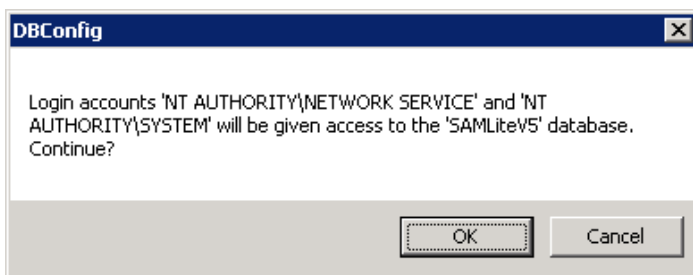 DBConfig
Login accounts 'NT AUTHORITY\NETWORK SERVICE' and 'NT
AUTHORITY\SYSTEM' will be given access to the 'SAMLiteV5' database.
Continue?
OK
Cancel